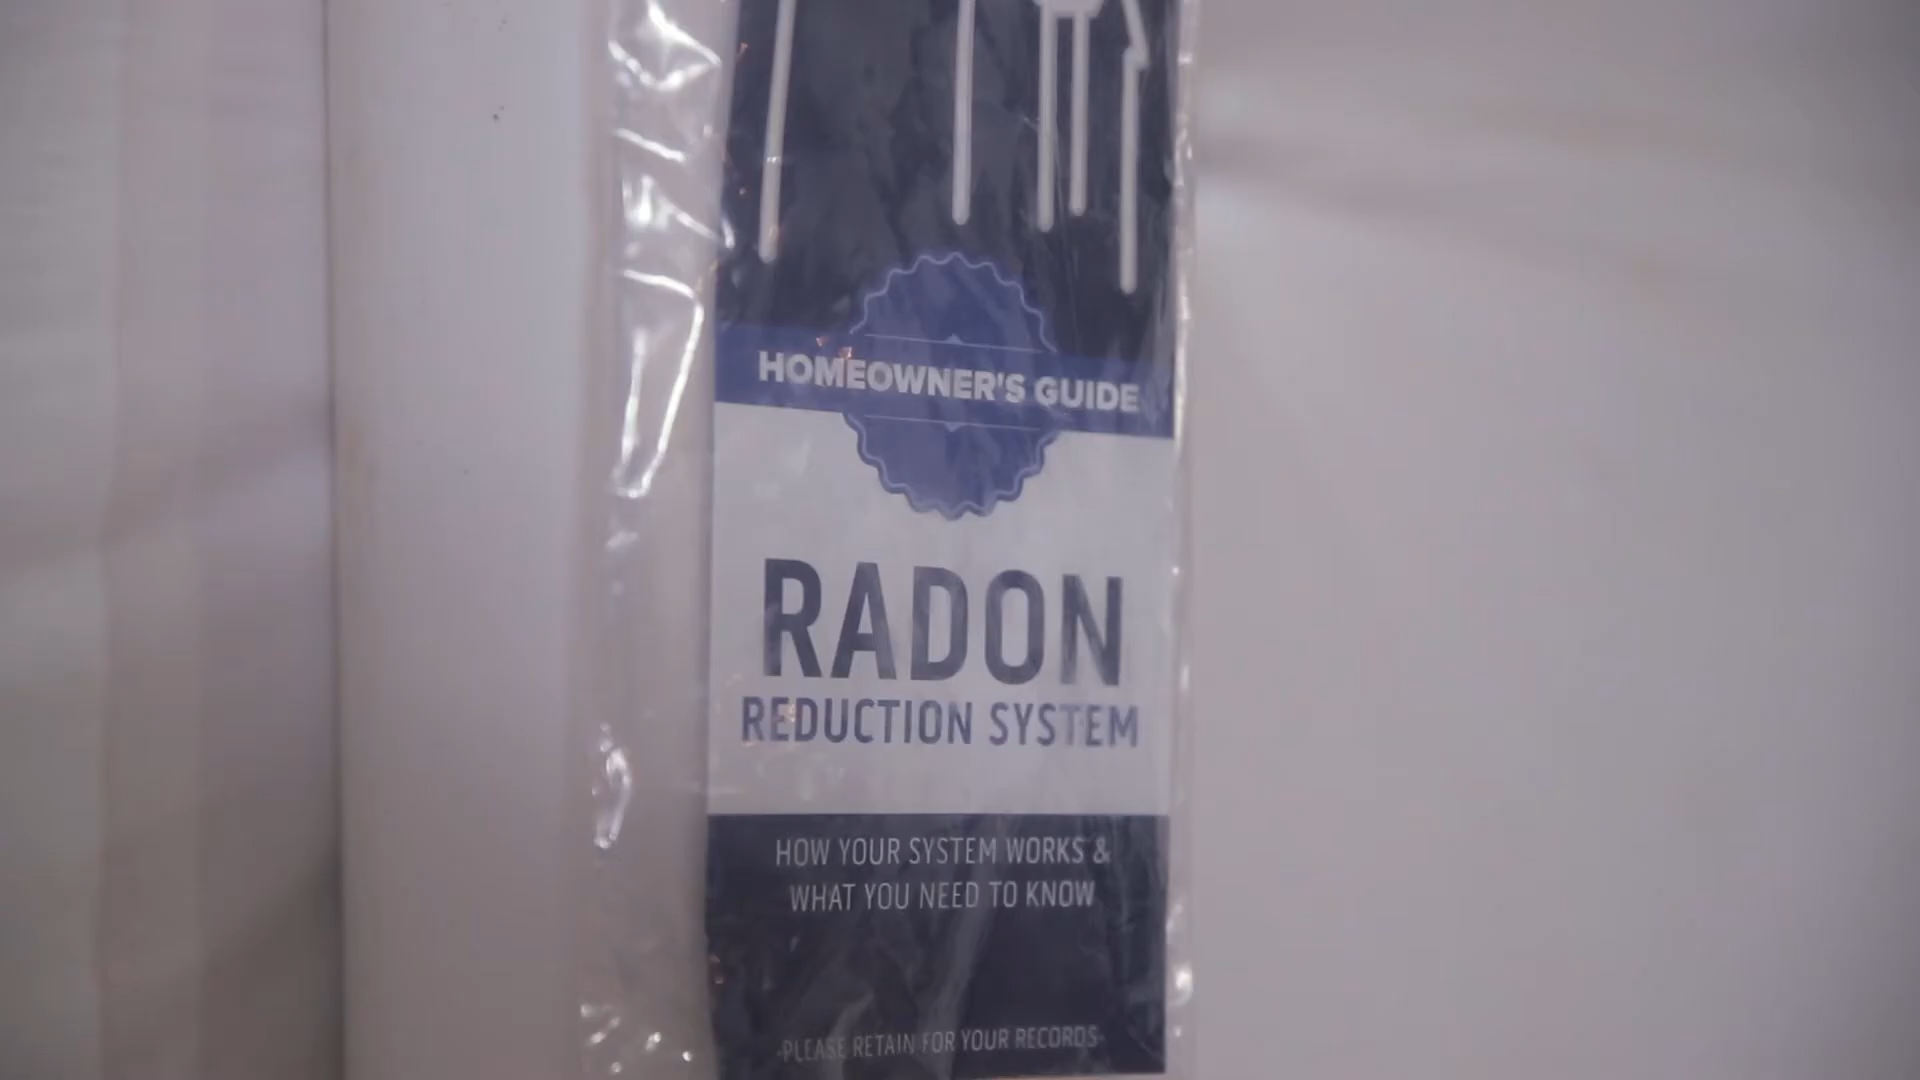 HOMEOWNER'S GUIDE
RADON
REDUCTION SYSTEM
HOW YOUR SYSTEM WORKS &
WHAT YOU NEED TO KNOW
-PLEASE RETAIN FOR YOUR RECORDS-